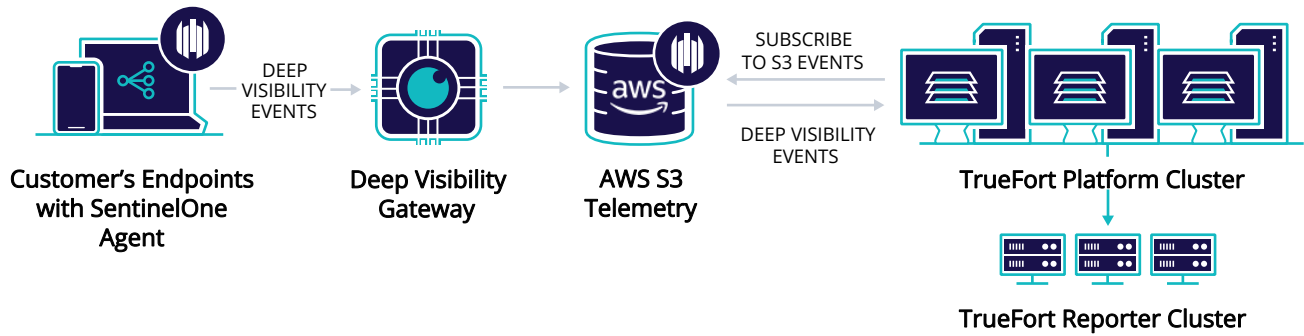 DEEP
VISIBILITY
EVENTS
aws
SUBSCRIBE
TO S3 EVENTS
DEEP VISIBILITY
EVENTS
Customer’s Endpoints
with SentinelOne
Agent
Deep Visibility
Gateway
AWS S3
Telemetry
TrueFort Platform Cluster
TrueFort Reporter Cluster